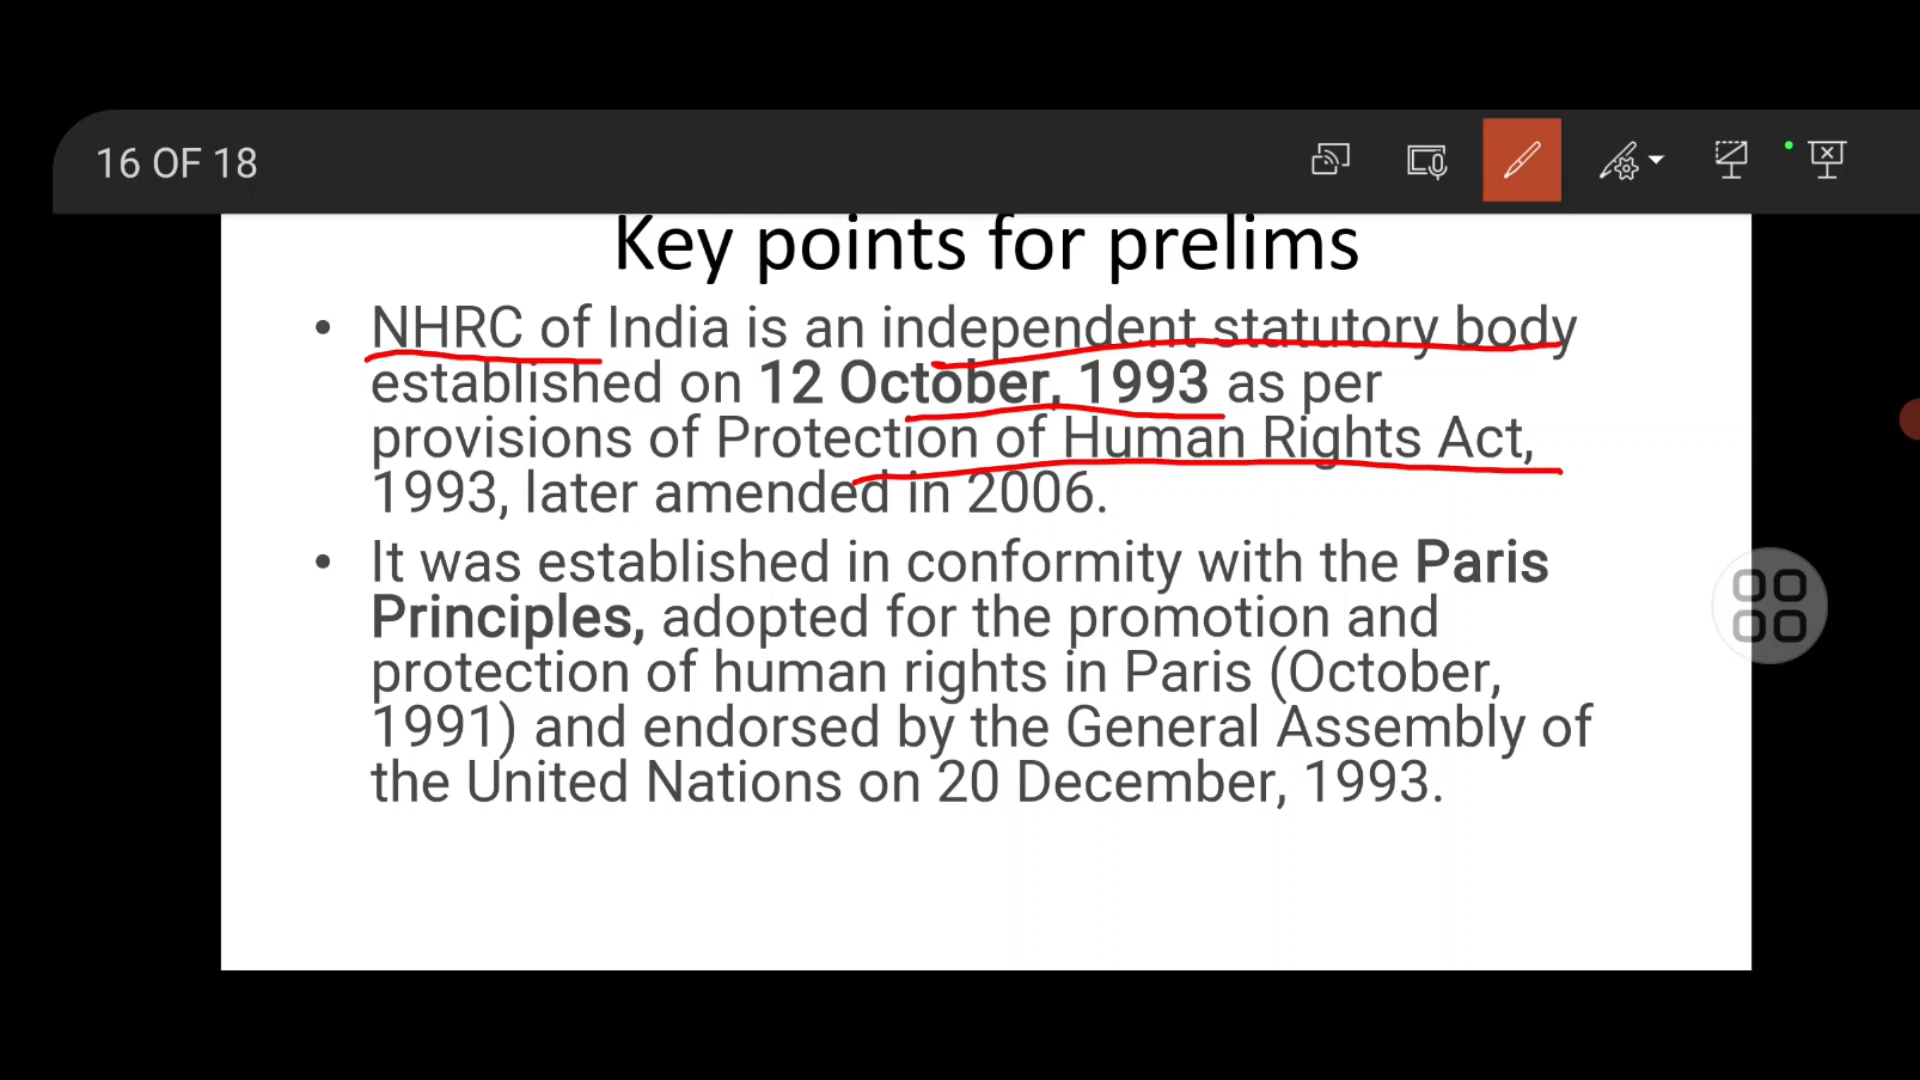 16 OF 18
Key points for prelims
• NHRC of India is an independent statutory body
established on 12 October, 1993 as per
provisions of Protection of Human Rights Act,
1993, later amended in 2006.
• It was established in conformity with the Paris
Principles, adopted for the promotion and
protection of human rights in Paris (October,
1991) and endorsed by the General Assembly of
the United Nations on 20 December, 1993.